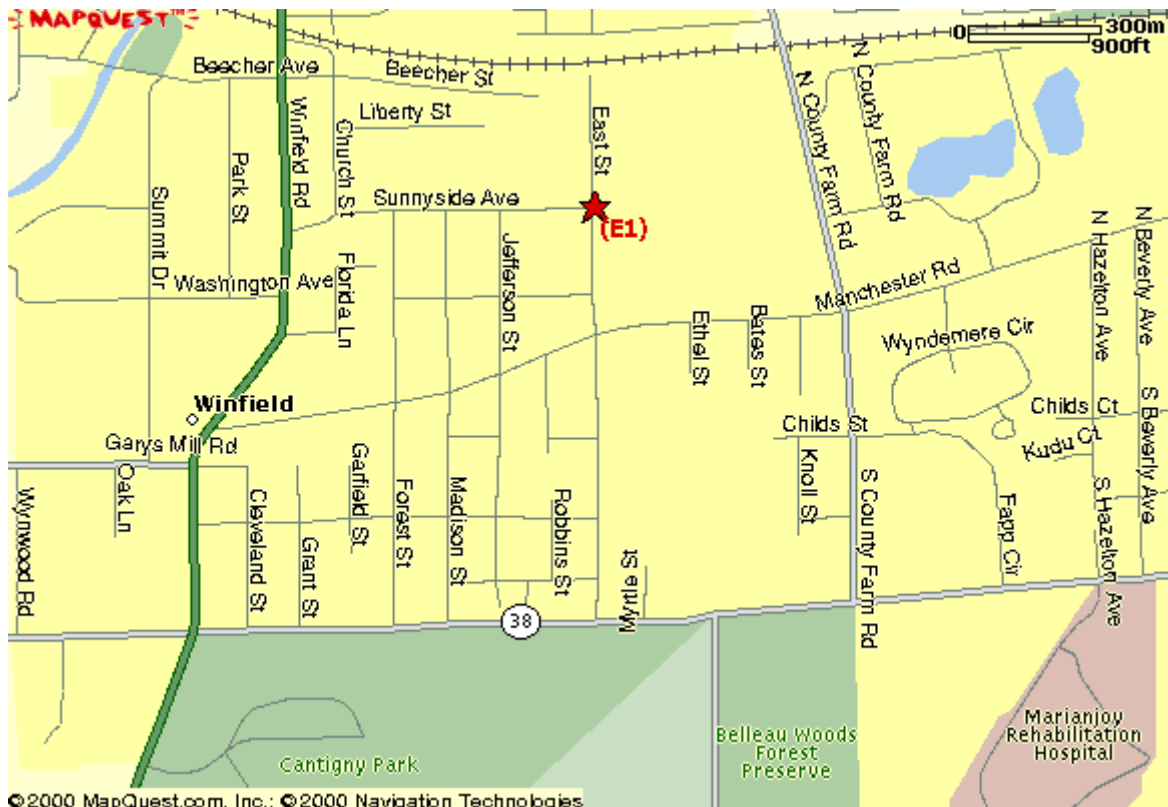 MAPQUEST™
0 300m
900ft
Beecher Ave
Beecher St
Liberty St
Winfield Rd
Church St
East St
N County Farm Rd
N County Farm Rd
Park St
Summit Dr
Sunnyside Ave
(E1)
Jefferson St
Washington Ave
Florida Ln
Manchester Rd
N Hazelton Ave
N Beverly Ave
Ethel St
Bates St
Wyndemere Cir
Winfield
Garys Mill Rd
Childs St
Childs Ct
Kudu Ct
S Beverly Ave
S Hazelton Ave
Oak Ln
Wynwood Rd
Cleveland St
Grant St
Garfield St
Forest St
Madison St
Robbins St
Myrtle St
Knoll St
S County Farm Rd
Fapp Cir
38
Cantigny Park
Belleau Woods
Forest
Preserve
Marianjoy
Rehabilitation
Hospital
©2000 MapQuest.com, Inc.; ©2000 Navigation Technologies